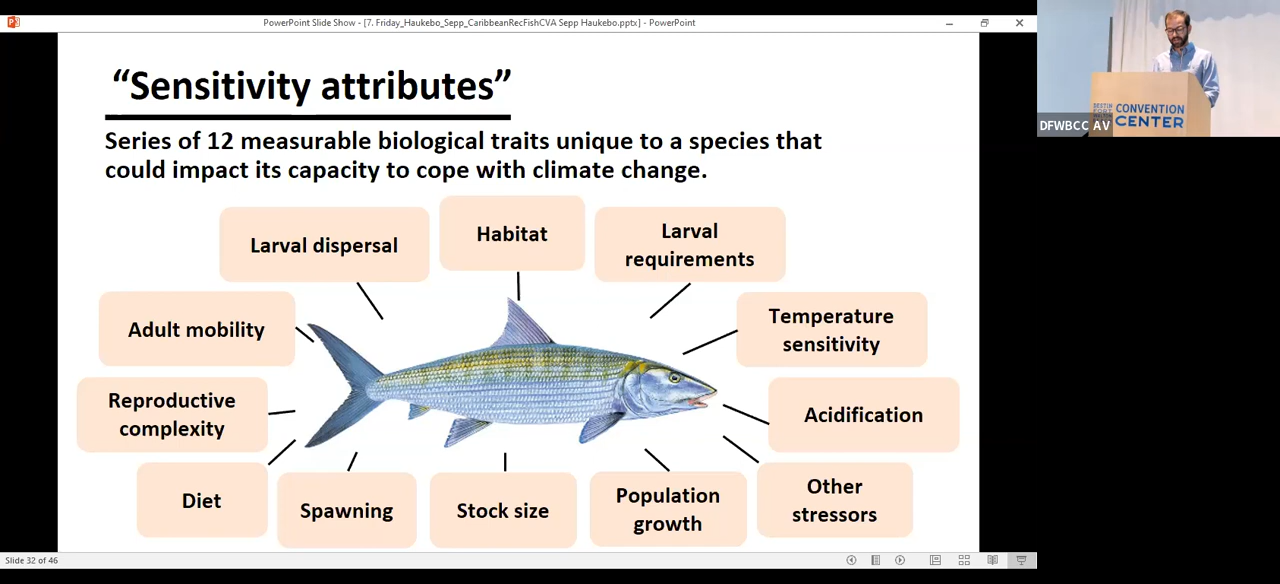 PowerPoint Slide Show - [7. Friday_Haukebo_Sepp_CaribbeanRecFishCVA Sepp Haukebo.pptx] - PowerPoint
“Sensitivity attributes”
Series of 12 measurable biological traits unique to a species that
could impact its capacity to cope with climate change.
Larval dispersal
Habitat
Larval
requirements
Adult mobility
Temperature
sensitivity
Reproductive
complexity
Acidification
Diet
Spawning
Stock size
Population
growth
Other
stressors
Slide 32 of 46
DESTIN
FORT
WALTON
CONVENTION
CENTER
DFWBCC AV